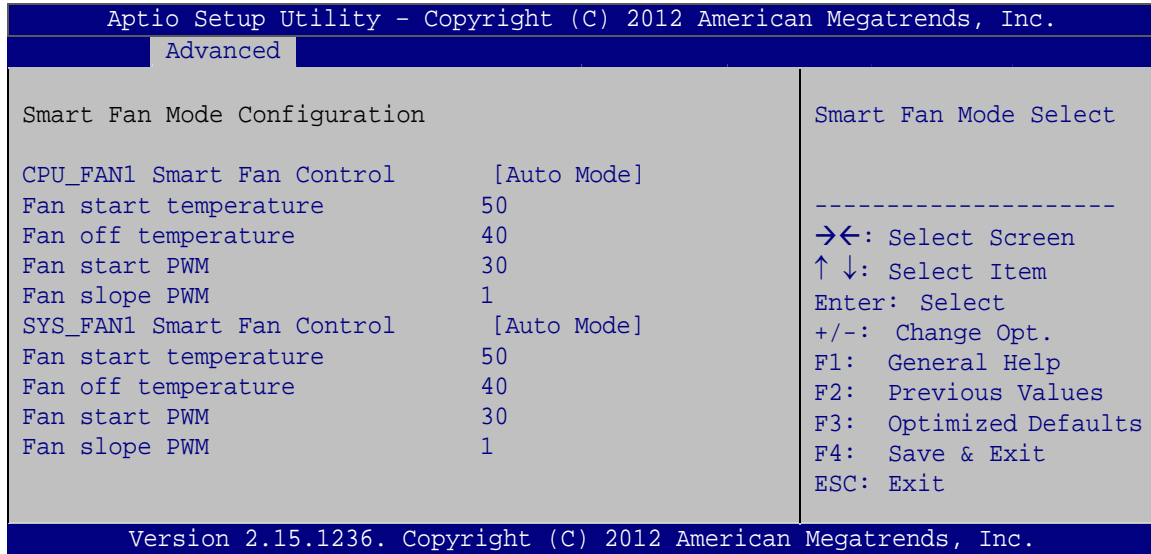 Aptio Setup Utility – Copyright (C) 2012 American Megatrends, Inc.
Advanced
Smart Fan Mode Configuration
CPU_FAN1 Smart Fan Control [Auto Mode]
Fan start temperature 50
Fan off temperature 40
Fan start PWM 30
Fan slope PWM 1
SYS_FAN1 Smart Fan Control [Auto Mode]
Fan start temperature 50
Fan off temperature 40
Fan start PWM 30
Fan slope PWM 1
Smart Fan Mode Select
---------------------
→←: Select Screen
↑ ↓: Select Item
Enter: Select
+/-: Change Opt.
F1: General Help
F2: Previous Values
F3: Optimized Defaults
F4: Save & Exit
ESC: Exit
Version 2.15.1236. Copyright (C) 2012 American Megatrends, Inc.